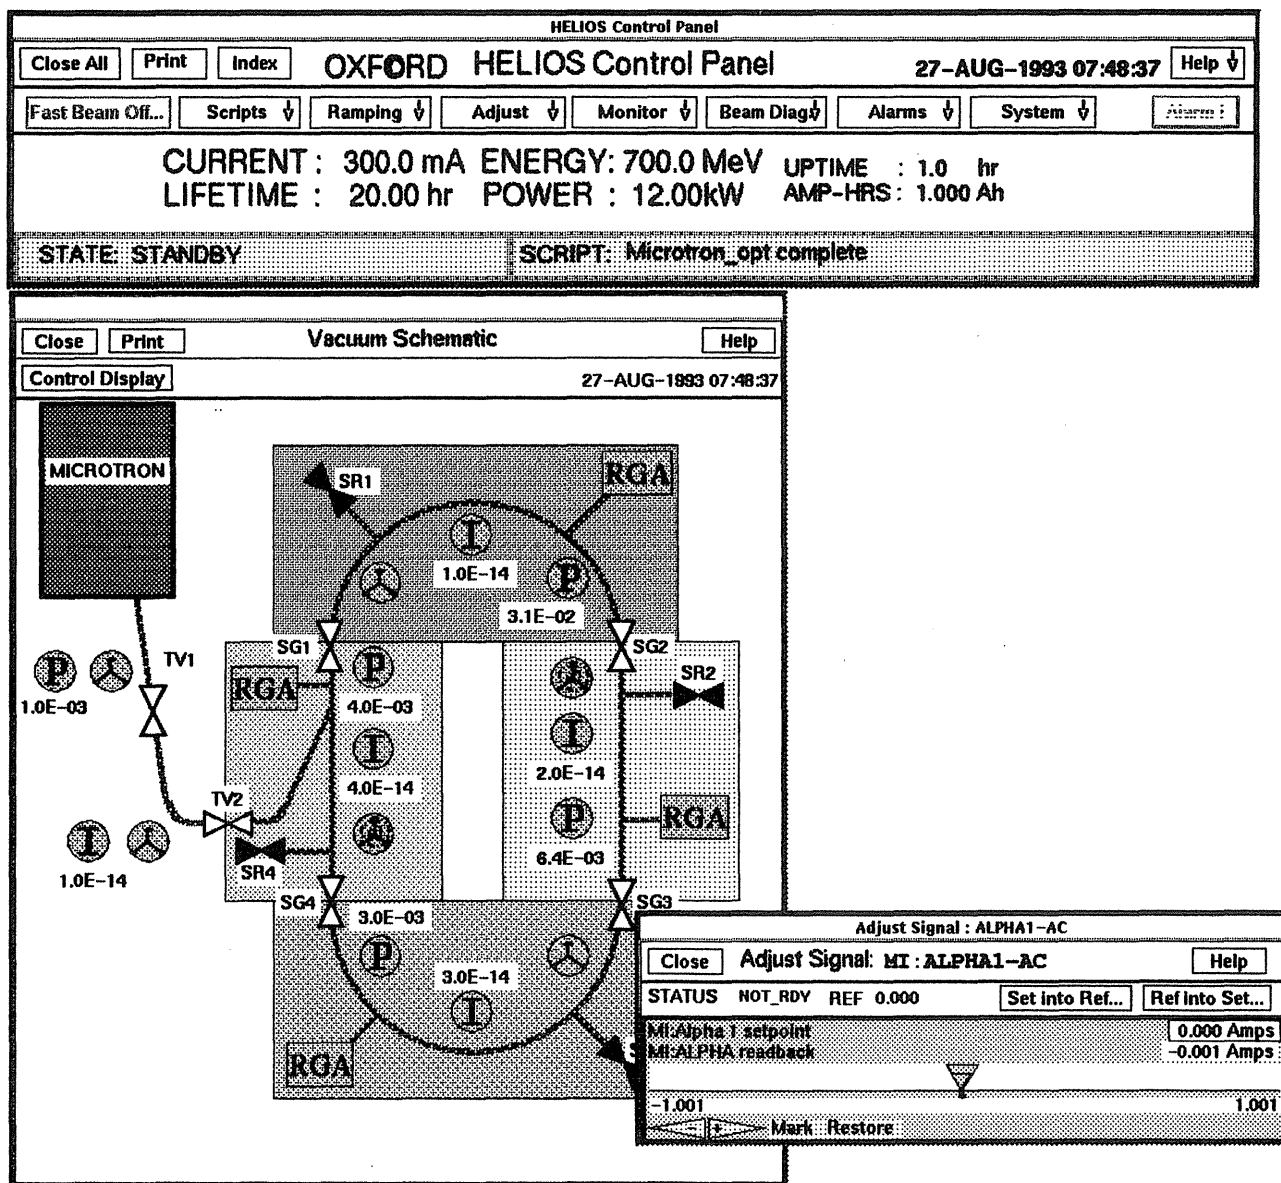 HELIOS Control Panel
Close All Print Index OXFORD HELIOS Control Panel 27-AUG-1993 07:48:37 Help
Fast Beam Off... Scripts Ramping Adjust Monitor Beam Diag. Alarms System Alarm !
CURRENT : 300.0 mA ENERGY: 700.0 MeV UPTIME : 1.0 hr
LIFETIME : 20.00 hr POWER : 12.00kW AMP-HRS : 1.000 Ah
STATE: STANDBY SCRIPT: Microtron_opt complete
Close Print Vacuum Schematic Help
Control Display 27-AUG-1993 07:48:37
MICROTRON
SR1 RGA
I
1.0E-14 P
3.1E-02
SG1 SG2
TV1 P
P RGA SR2
1.0E-03 4.0E-03
I I
4.0E-14 2.0E-14
TV2 P
RGA
I SR4 6.4E-03
1.0E-14
SG4 3.0E-03 SG3
P 3.0E-14
I
RGA
Adjust Signal : ALPHA1-AC
Close Adjust Signal: MI:ALPHA1-AC Help
STATUS NOT_RDY REF 0.000 Set into Ref... Ref into Set...
MI:Alpha 1 setpoint 0.000 Amps
MI:ALPHA readback -0.001 Amps
-1.001 1.001
- + Mark Restore